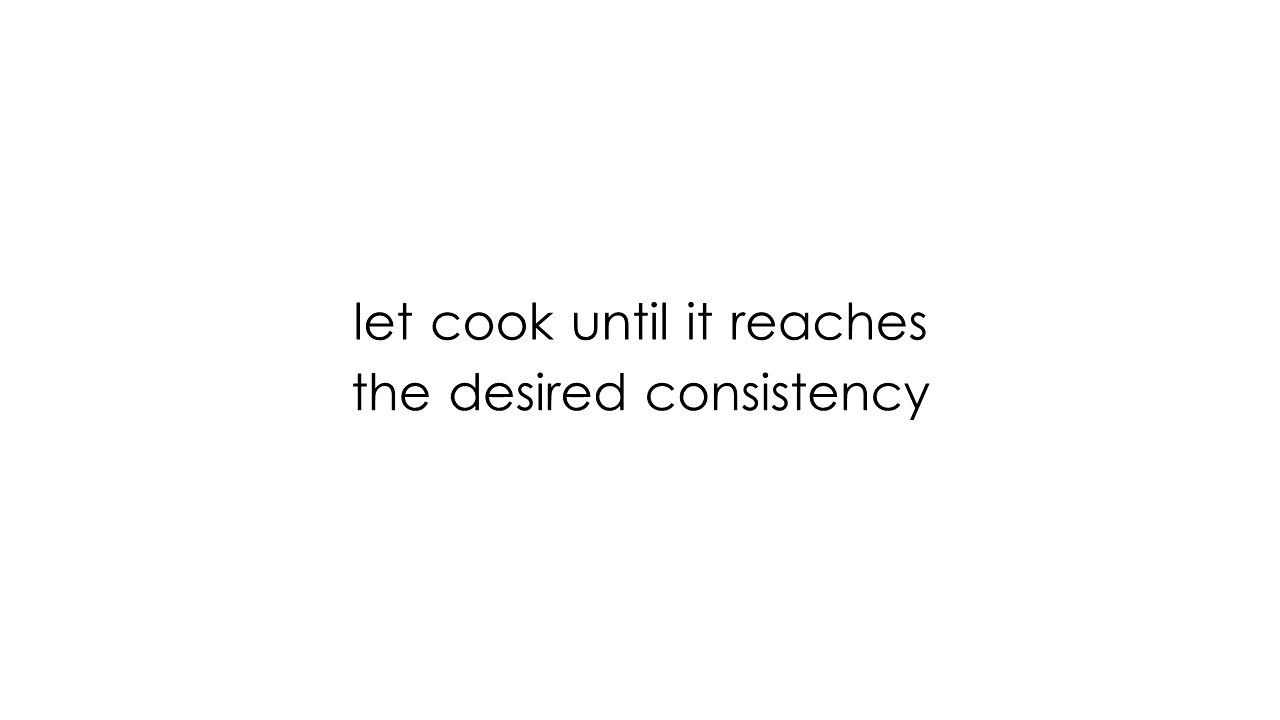 let cook until it reaches
the desired consistency